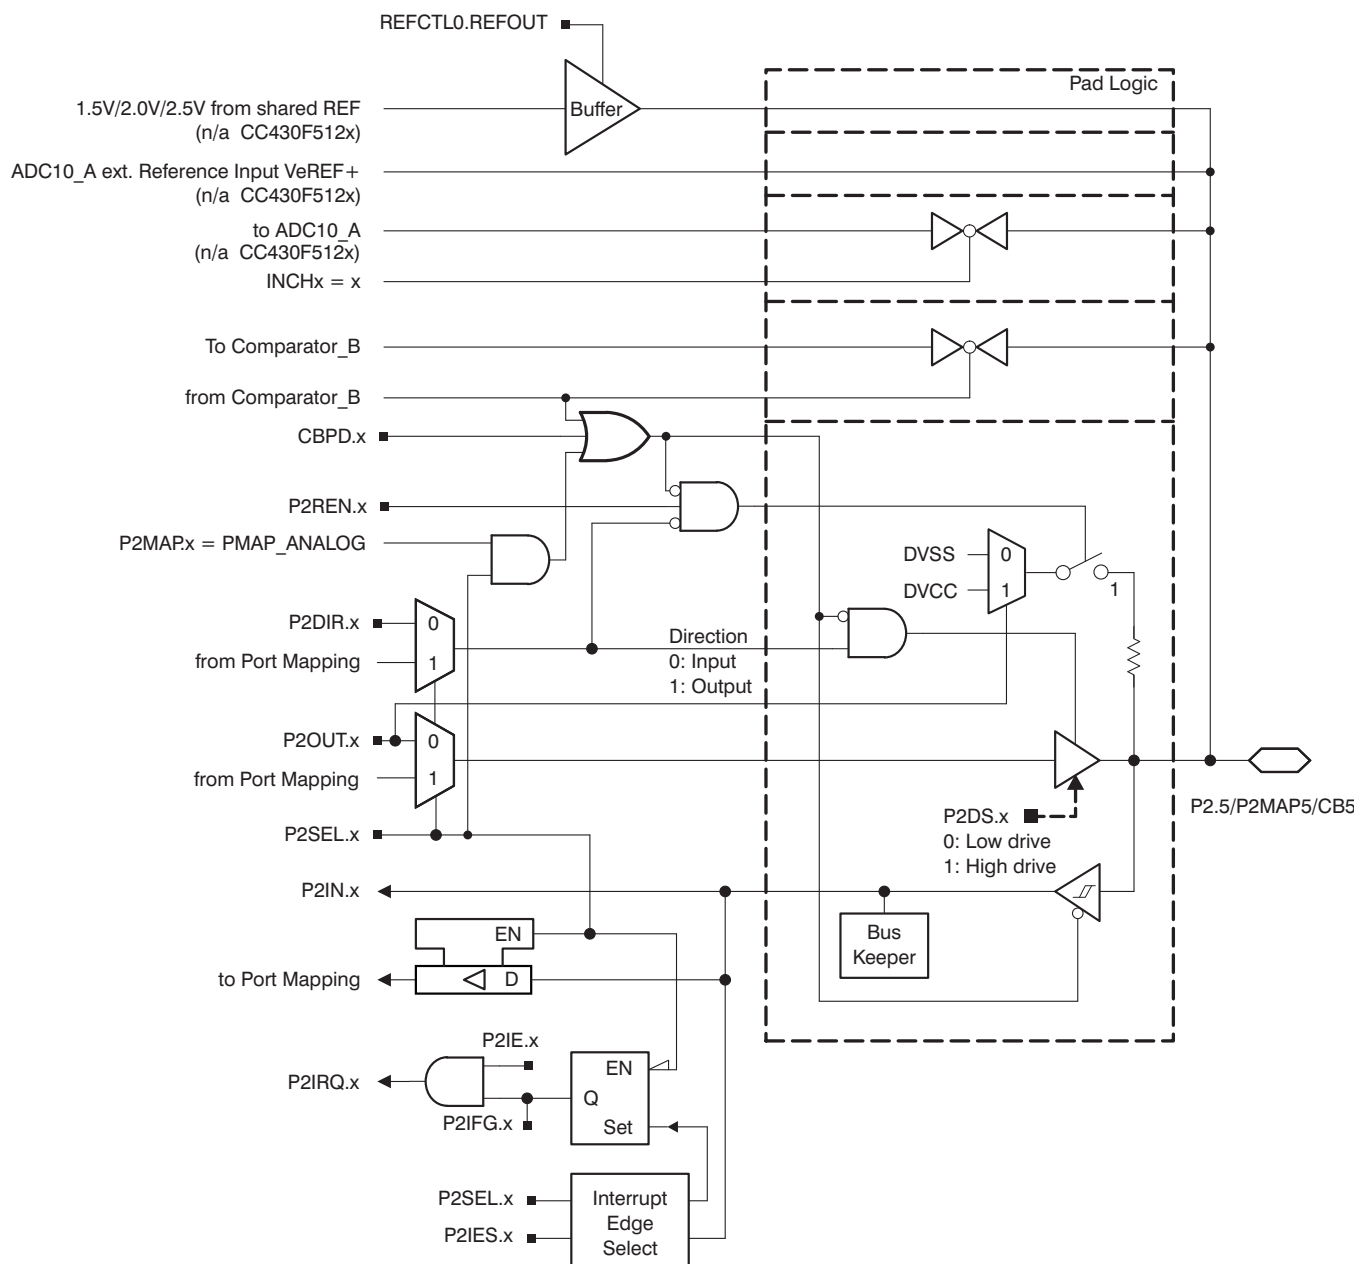 REFCTL0.REFOUT
Pad Logic
1.5V/2.0V/2.5V from shared REF
(n/a CC430F512x)
Buffer
ADC10_A ext. Reference Input VeREF+
(n/a CC430F512x)
to ADC10_A
(n/a CC430F512x)
INCHx = x
To Comparator_B
from Comparator_B
CBPD.x
P2REN.x
P2MAP.x = PMAP_ANALOG
DVSS
0
DVCC
1
1
P2DIR.x
0
from Port Mapping
1
Direction
0: Input
1: Output
P2OUT.x
0
from Port Mapping
1
P2.5/P2MAP5/CB5
P2DS.x
0: Low drive
1: High drive
P2SEL.x
P2IN.x
EN
Bus
Keeper
to Port Mapping
D
P2IE.x
EN
P2IRQ.x
Q
P2IFG.x
Set
P2SEL.x
P2IES.x
Interrupt
Edge
Select